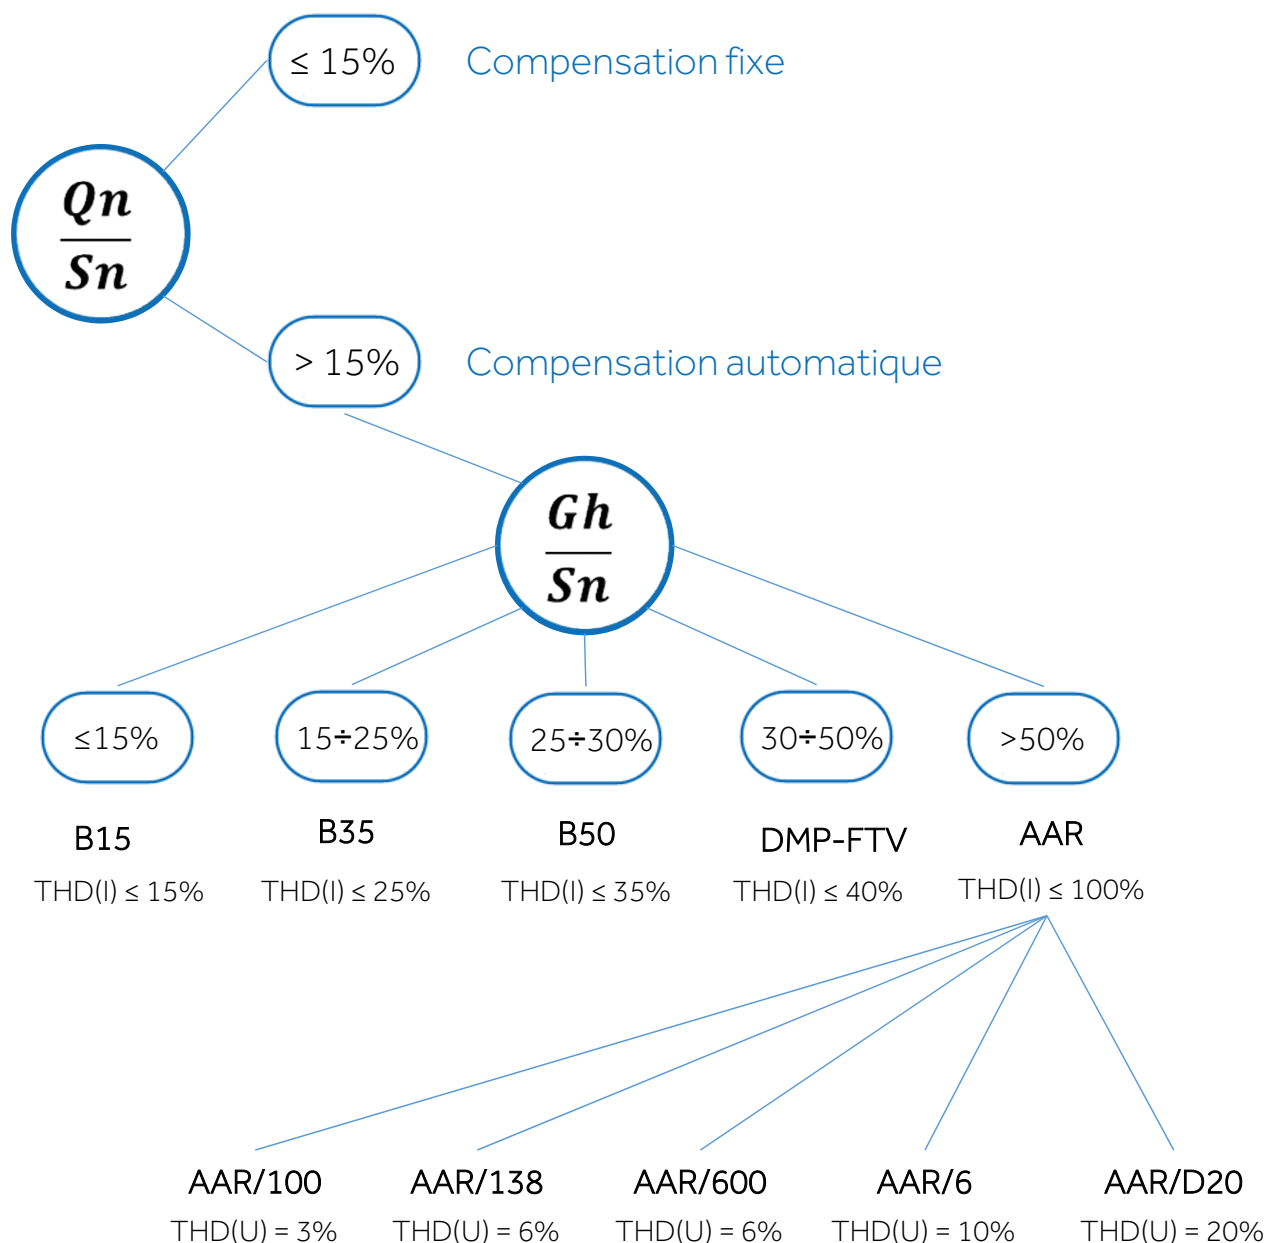 ≤ 15%
Compensation fixe
Qn
Sn
> 15%
Compensation automatique
Gh
Sn
≤15%
15÷25%
25÷30%
30÷50%
>50%
B15
B35
B50
DMP-FTV
AAR
THD(I) ≤ 15%
THD(I) ≤ 25%
THD(I) ≤ 35%
THD(I) ≤ 40%
THD(I) ≤ 100%
AAR/100
AAR/138
AAR/600
AAR/6
AAR/D20
THD(U) = 3%
THD(U) = 6%
THD(U) = 6%
THD(U) = 10%
THD(U) = 20%